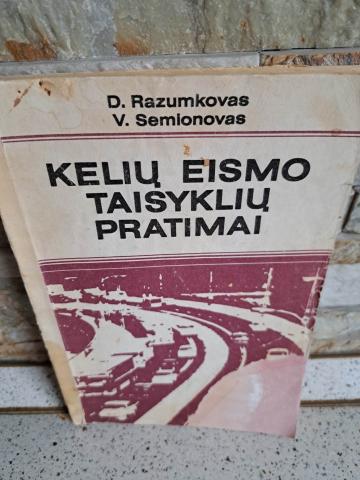 D. Razumkovas
V. Semionovas
KELIŲ EISMO
TAISYKLIŲ
PRATIMAI